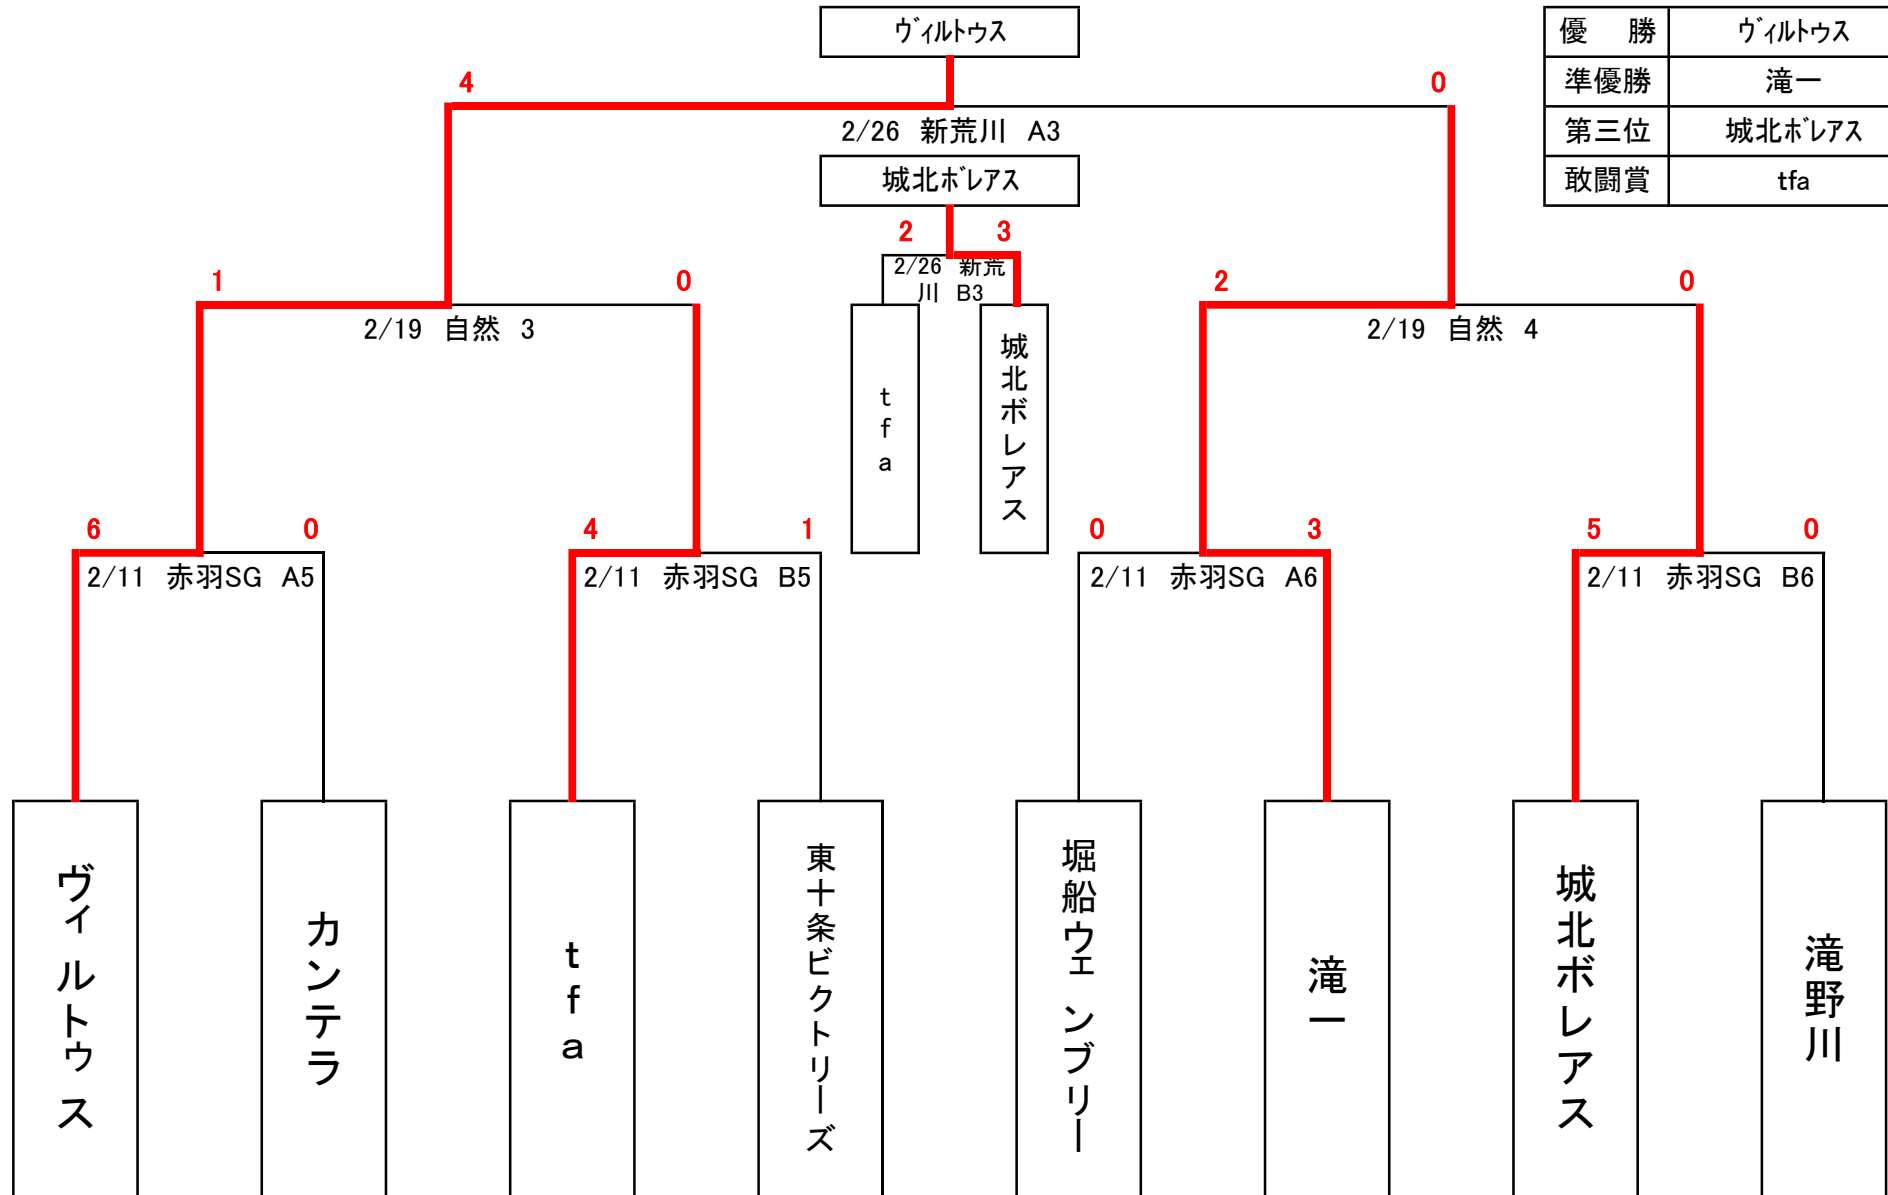 ヴィルトゥス
優　勝 ヴィルトゥス
準優勝 滝一
第三位 城北ボレアス
敢闘賞 tfa
4 0
2/26 新荒川 A3
城北ボレアス
2 3
2/26 新荒
川 B3
1 0
2/19 自然 3
2 0
2/19 自然 4
tfa
城北ボレアス
6 0
2/11 赤羽SG A5
4 1
2/11 赤羽SG B5
0 3
2/11 赤羽SG A6
5 0
2/11 赤羽SG B6
ヴィルトゥス
カンテラ
tfa
東十条ビクトリーズ
堀船ウェンブリー
滝一
城北ボレアス
滝野川